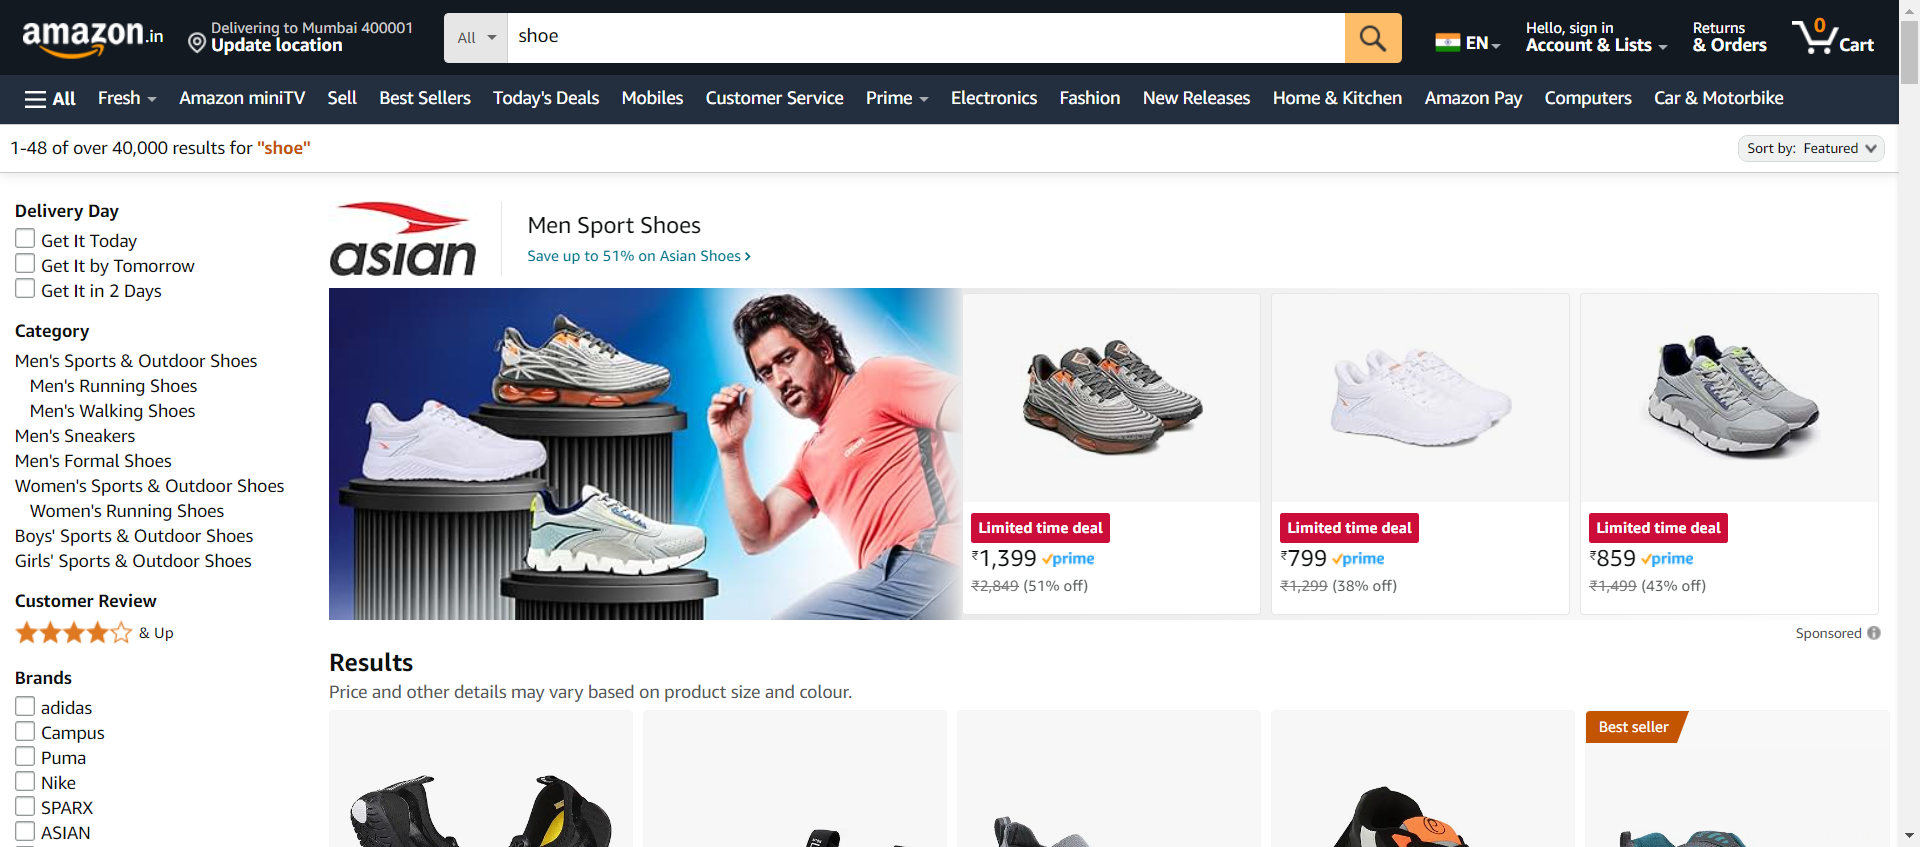 amazon.in
Delivering to Mumbai 400001
Update location
All
shoe
EN
Hello, sign in
Account & Lists
Returns
& Orders
0
Cart
All
Fresh
Amazon miniTV
Sell
Best Sellers
Today's Deals
Mobiles
Customer Service
Prime
Electronics
Fashion
New Releases
Home & Kitchen
Amazon Pay
Computers
Car & Motorbike
1-48 of over 40,000 results for "shoe"
Sort by: Featured
Delivery Day
Get It Today
Get It by Tomorrow
Get It in 2 Days
Category
Men's Sports & Outdoor Shoes
Men's Running Shoes
Men's Walking Shoes
Men's Sneakers
Men's Formal Shoes
Women's Sports & Outdoor Shoes
Women's Running Shoes
Boys' Sports & Outdoor Shoes
Girls' Sports & Outdoor Shoes
Customer Review
& Up
Brands
adidas
Campus
Puma
Nike
SPARX
ASIAN
asian
Men Sport Shoes
Save up to 51% on Asian Shoes
asian
Limited time deal
₹1,399 prime
₹2,849 (51% off)
Limited time deal
₹799 prime
₹1,299 (38% off)
Limited time deal
₹859 prime
₹1,499 (43% off)
Sponsored
Results
Price and other details may vary based on product size and colour.
Best seller